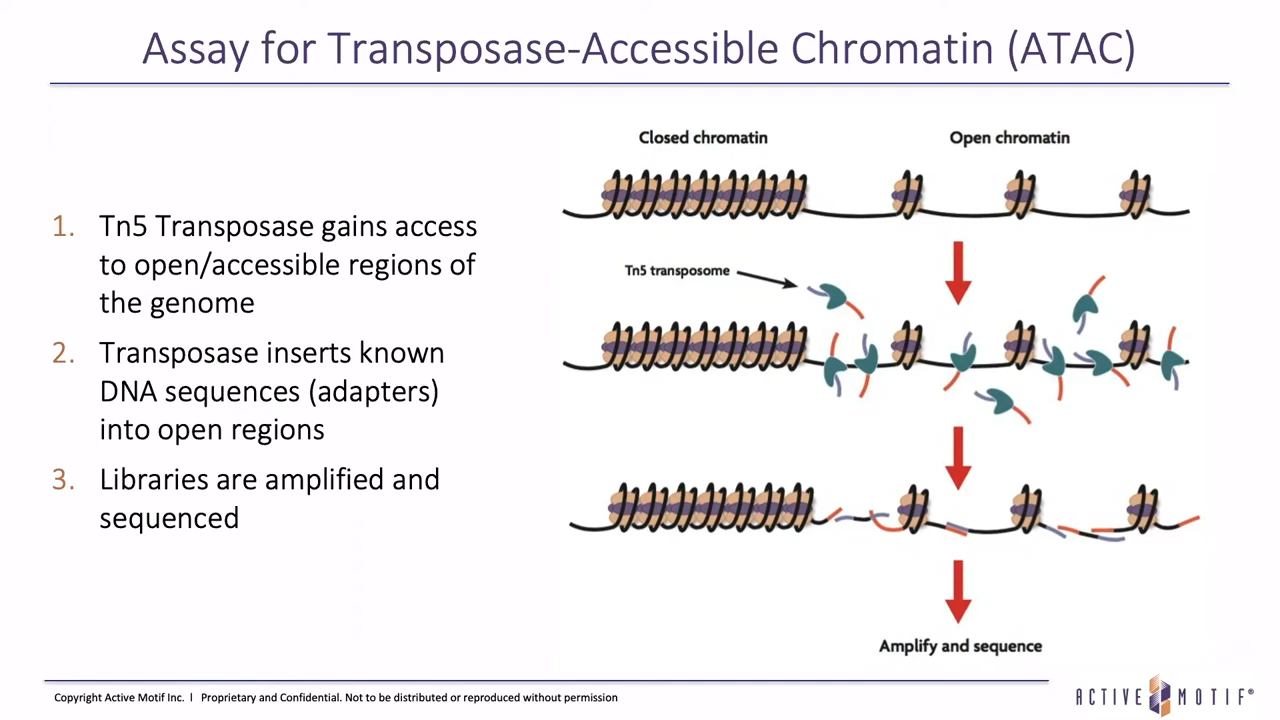 Assay for Transposase-Accessible Chromatin (ATAC)
1. Tn5 Transposase gains access
to open/accessible regions of
the genome
2. Transposase inserts known
DNA sequences (adapters)
into open regions
3. Libraries are amplified and
sequenced
Closed chromatin
Open chromatin
Tn5 transposome
Amplify and sequence
Copyright Active Motif Inc. | Proprietary and Confidential. Not to be distributed or reproduced without permission
ACTIVE MOTIF®